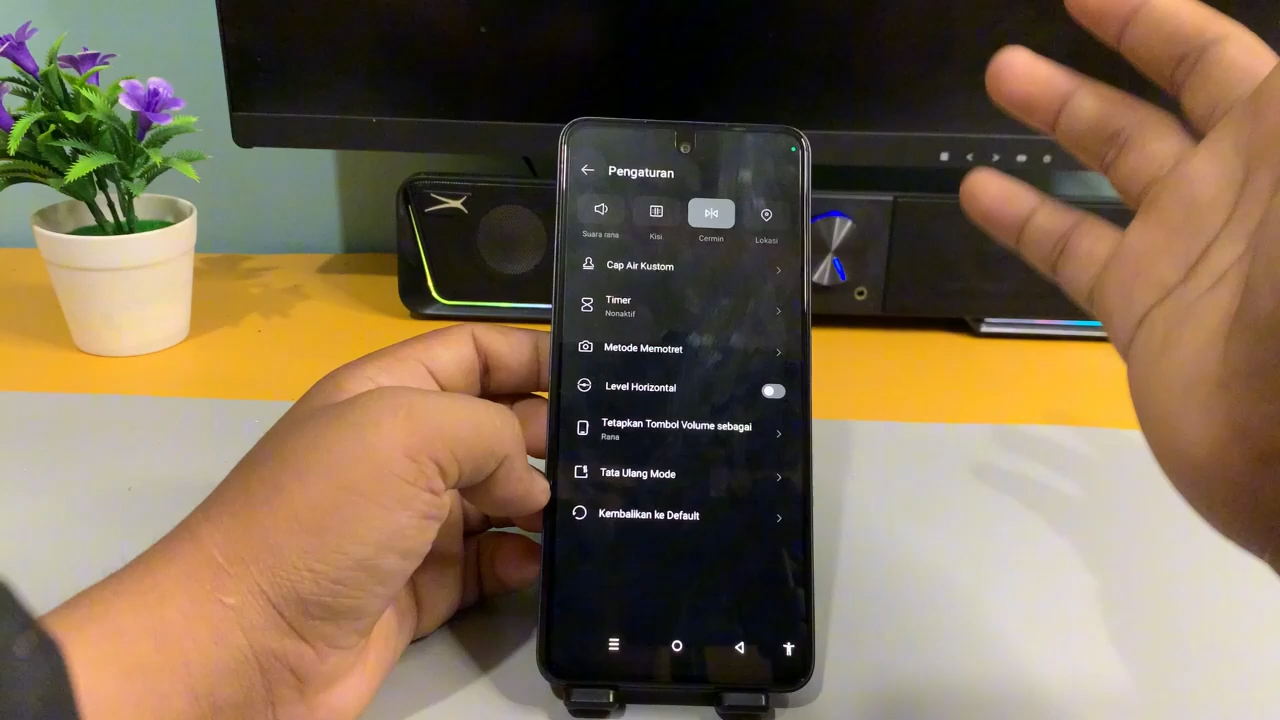 Pengaturan
Suara rana
Kisi
Cermin
Lokasi
Cap Air Kustom
Timer
Nonaktif
Metode Memotret
Level Horizontal
Tetapkan Tombol Volume sebagai
Rana
Tata Ulang Mode
Kembalikan ke Default